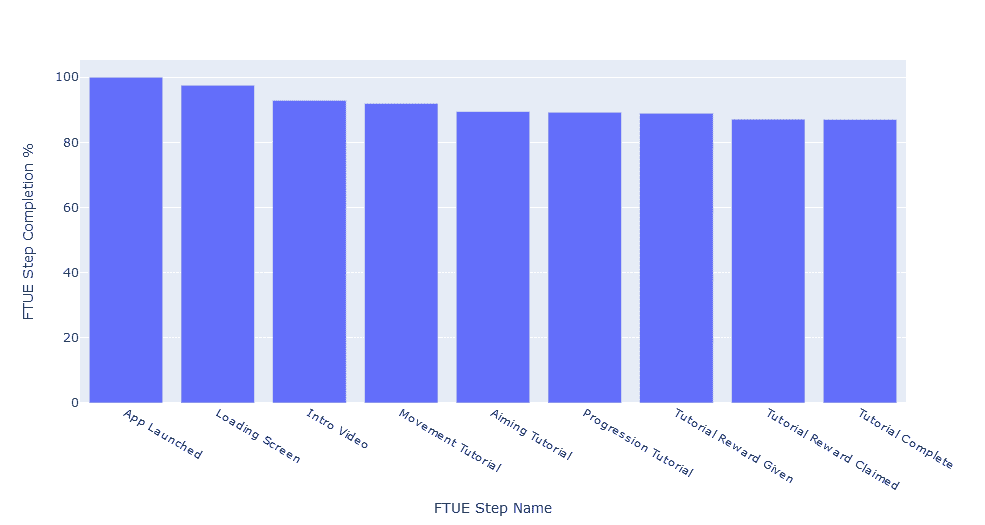 FTUE Step Completion %
100
80
60
40
20
0
App Launched
Loading Screen
Intro Video
Movement Tutorial
Aiming Tutorial
Progression Tutorial
Tutorial Reward Given
Tutorial Reward Claimed
Tutorial Complete
FTUE Step Name